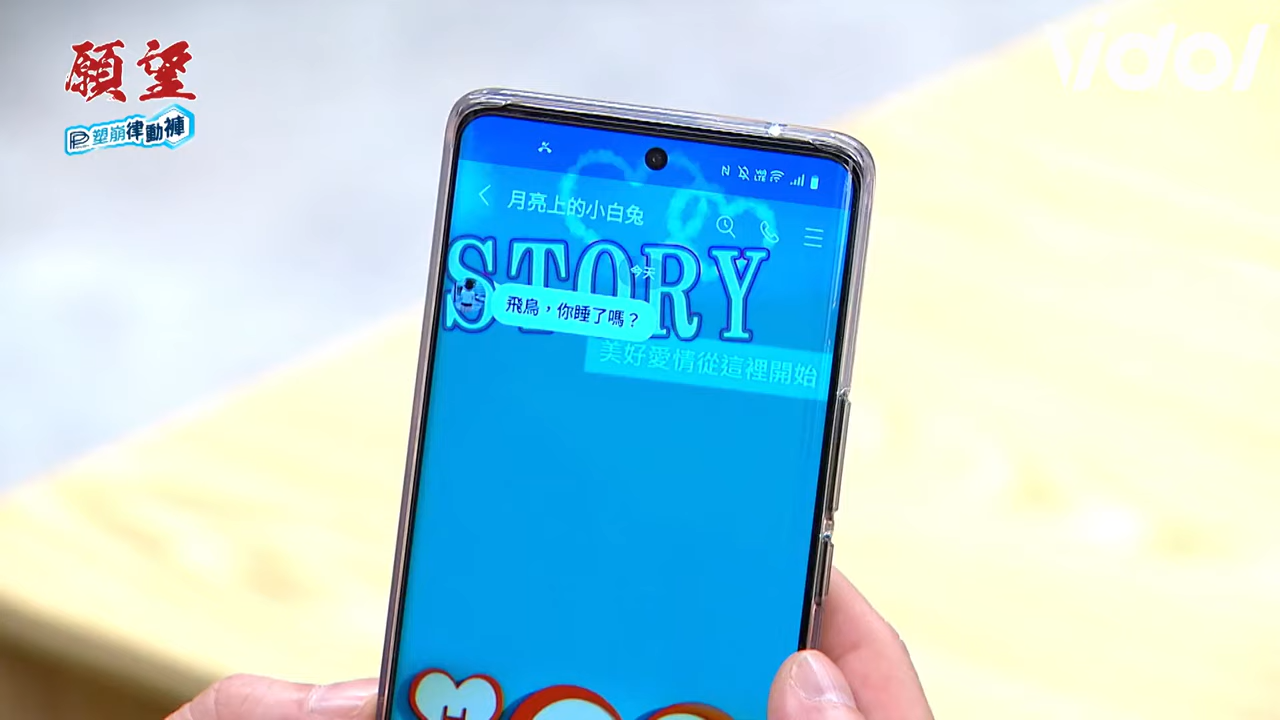 願望
塑崩律動褲
Vidol
月亮上的小白兔
STORY
今天
飛鳥，你睡了嗎？
美好愛情從這裡開始
I